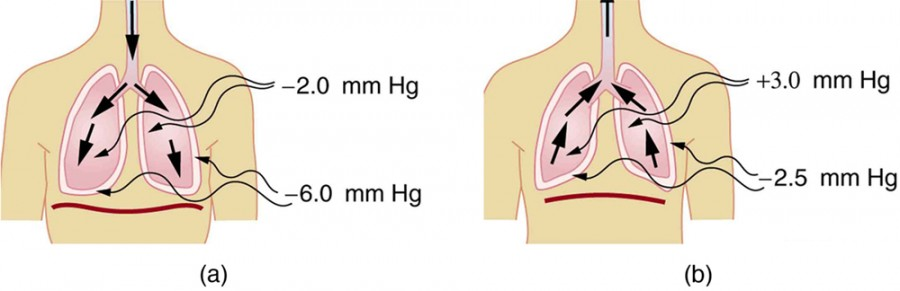 −2.0 mm Hg
−6.0 mm Hg
(a)
+3.0 mm Hg
−2.5 mm Hg
(b)